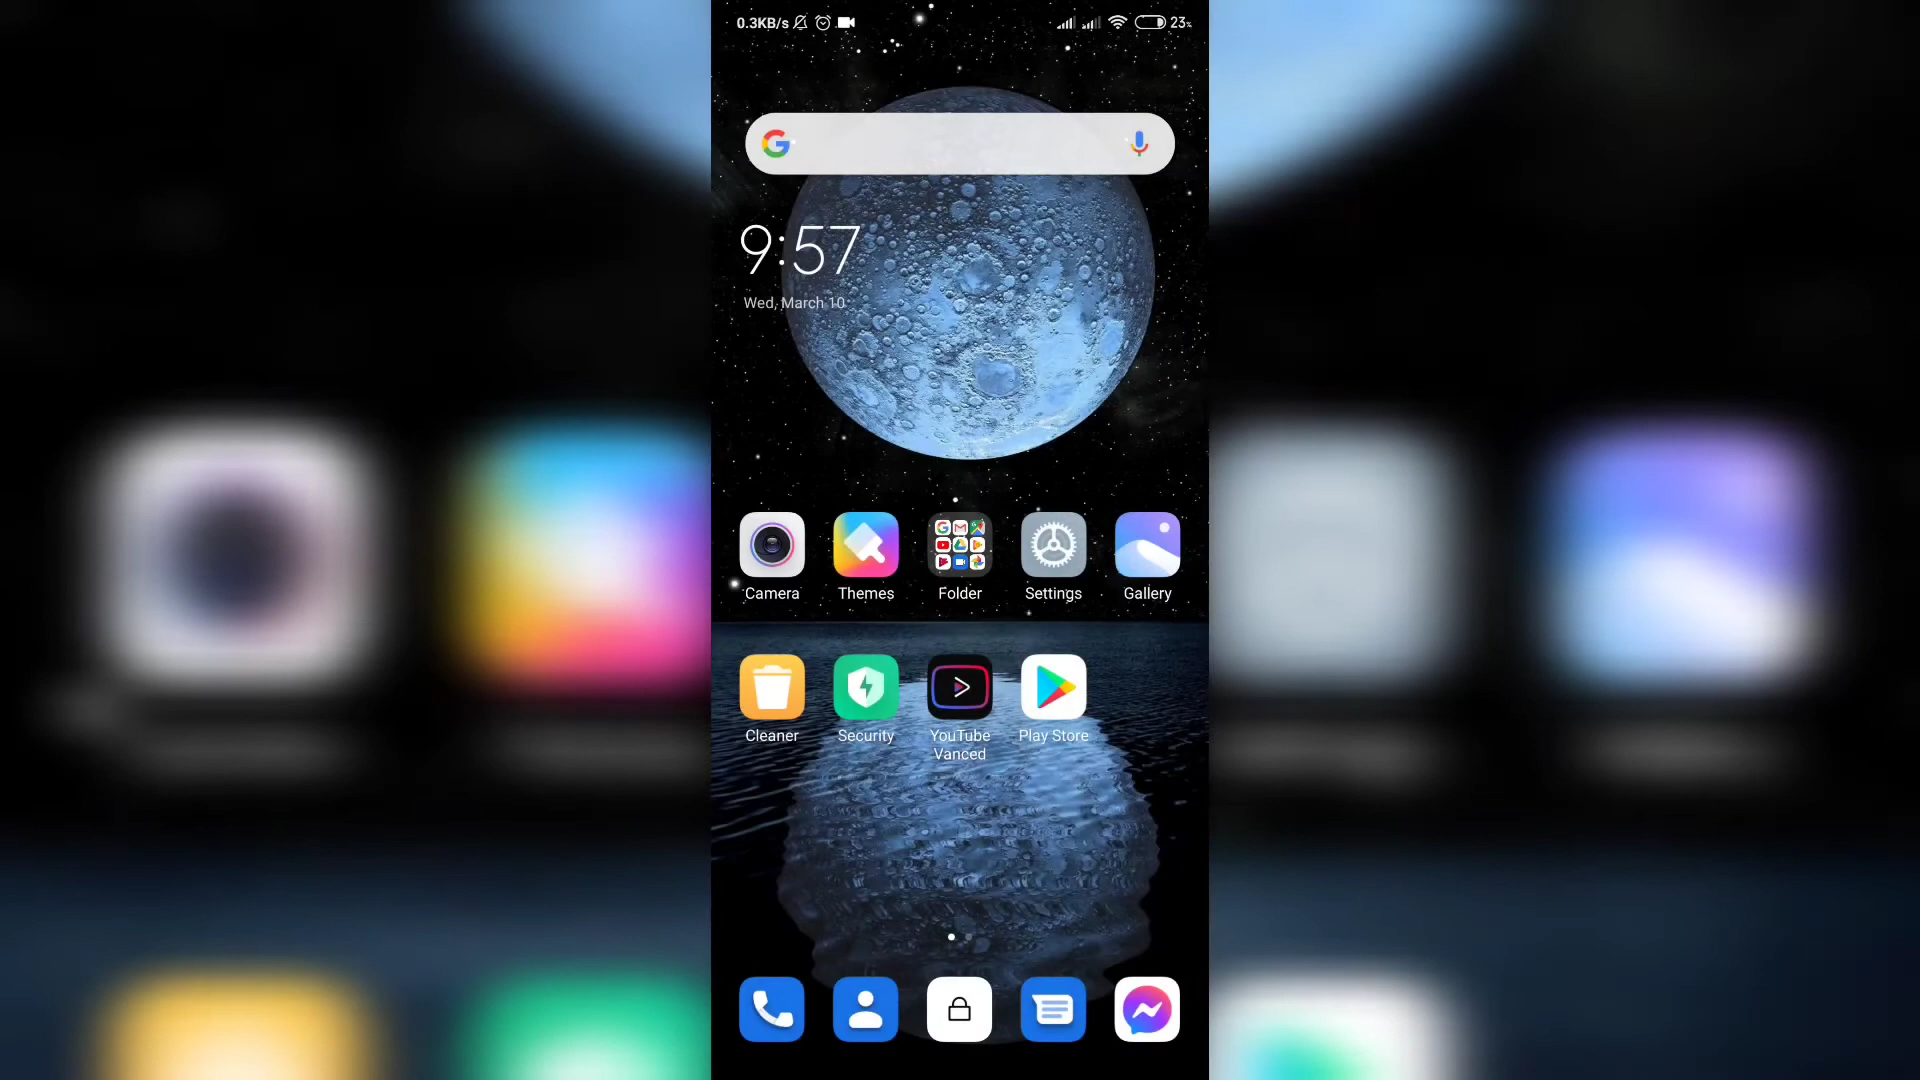 0.3KB/s 23%
9:57
Wed, March 10
Camera Themes Folder Settings Gallery
Cleaner Security YouTube Vanced Play Store